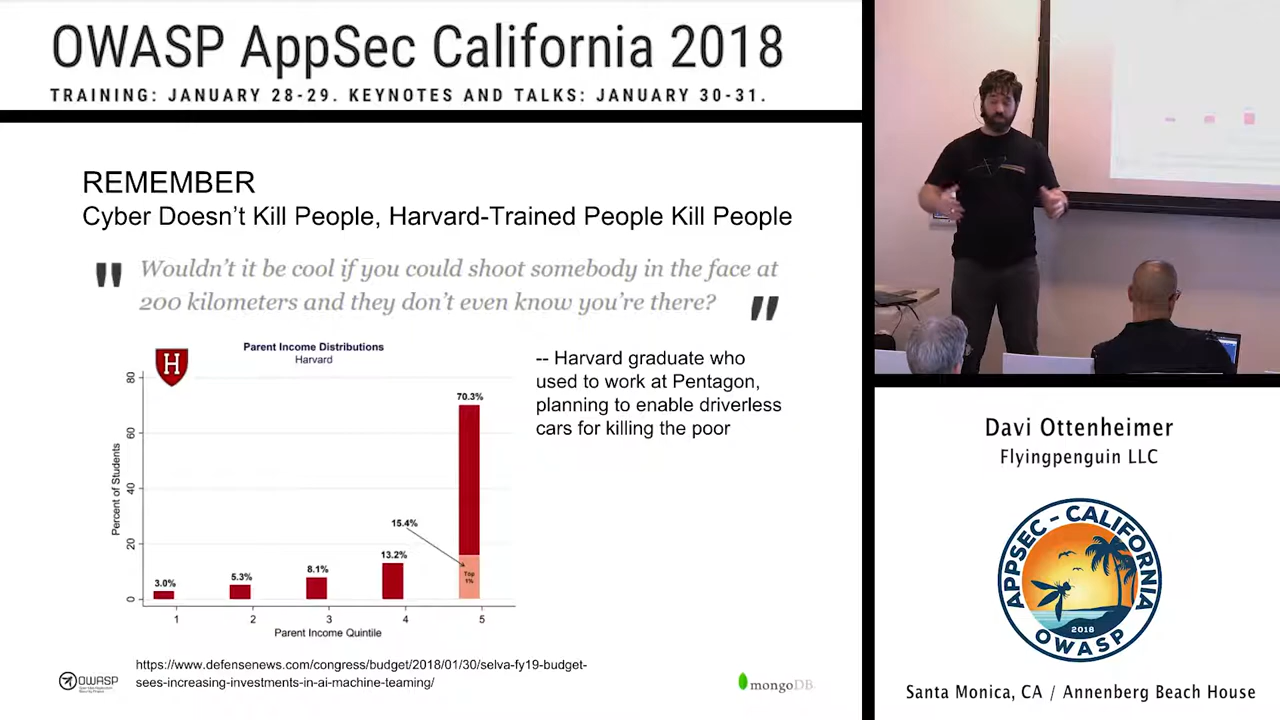 OWASP AppSec California 2018
TRAINING: JANUARY 28-29. KEYNOTES AND TALKS: JANUARY 30-31.
REMEMBER
Cyber Doesn't Kill People, Harvard-Trained People Kill People
" Wouldn't it be cool if you could shoot somebody in the face at
200 kilometers and they don't even know you're there? "
Parent Income Distributions
Harvard
H
Percent of Students
80
60
40
20
0
3.0%
5.3%
8.1%
13.2%
15.4%
70.3%
Top
1%
1 2 3 4 5
Parent Income Quintile
-- Harvard graduate who
used to work at Pentagon,
planning to enable driverless
cars for killing the poor
https://www.defensenews.com/congress/budget/2018/01/30/selva-fy19-budget-
sees-increasing-investments-in-ai-machine-teaming/
OWASP
mongoDB
Davi Ottenheimer
Flyingpenguin LLC
APPSEC - CALIFORNIA
2018
OWASP
Santa Monica, CA / Annenberg Beach House